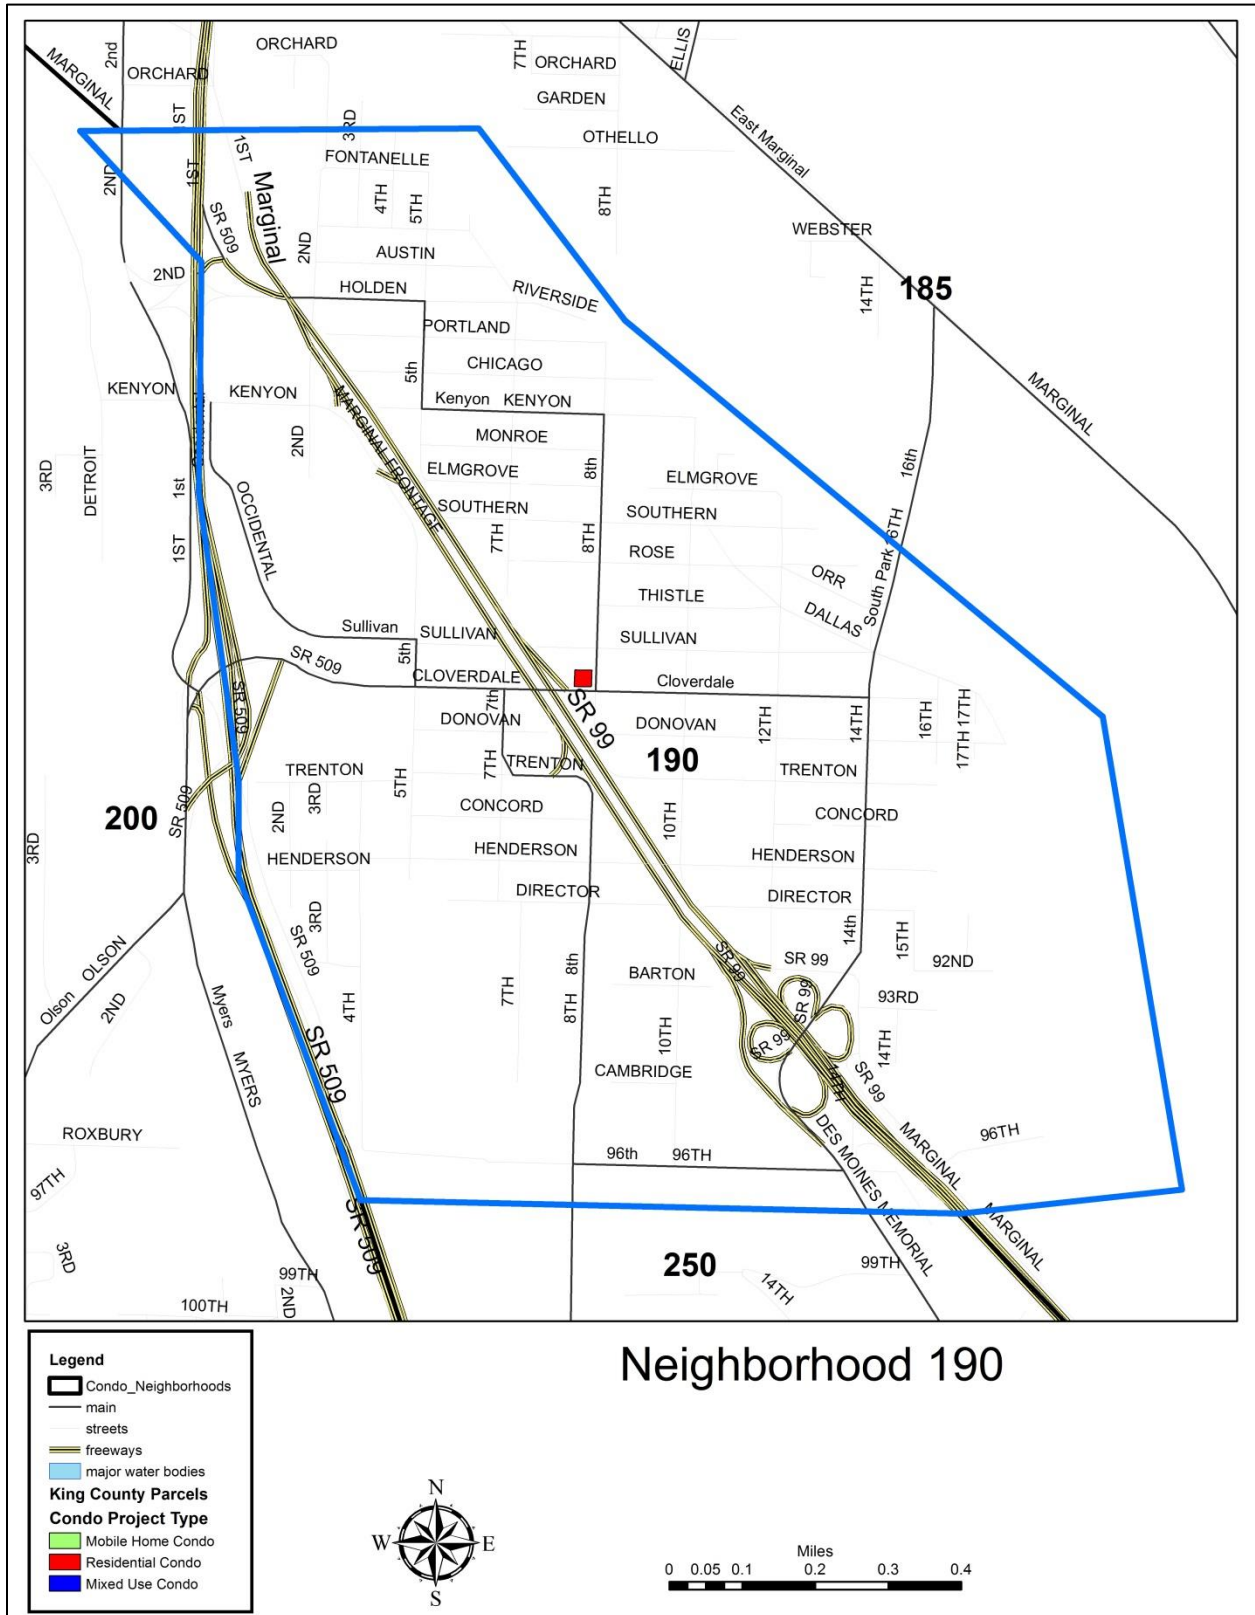 MARGINAL
2nd
ORCHARD
1ST
ORCHARD
7TH
ORCHARD
GARDEN
ELLIS
OTHELLO
East Marginal
3RD
1ST
FONTANELLE
2ND
1ST
Marginal
4TH
5TH
8TH
WEBSTER
SR 509
2ND
AUSTIN
2ND
HOLDEN
RIVERSIDE
14TH
185
PORTLAND
CHICAGO
5th
KENYON
KENYON
Kenyon
KENYON
MARGINAL
MARGINAL FRONTAGE
2ND
MONROE
3RD
DETROIT
1st
OCCIDENTAL
ELMGROVE
8th
ELMGROVE
16th
SOUTHERN
SOUTHERN
1ST
7TH
8TH
ROSE
16TH
South Park
ORR
THISTLE
DALLAS
Sullivan
SULLIVAN
SULLIVAN
5th
SR 509
CLOVERDALE
Cloverdale
SR 509
7th
SR 99
DONOVAN
DONOVAN
12TH
14TH
16TH
17TH
17TH
190
TRENTON
5TH
7TH
TRENTON
TRENTON
200
SR 509
2ND
3RD
CONCORD
10TH
CONCORD
3RD
HENDERSON
HENDERSON
HENDERSON
DIRECTOR
DIRECTOR
3RD
SR 509
14th
15TH
OLSON
Olson
2ND
4TH
7TH
8th
8TH
BARTON
SR 99
SR 99
92ND
SR 99
93RD
Myers
MYERS
SR 509
10TH
SR 99
14TH
CAMBRIDGE
14TH
SR 99
ROXBURY
97TH
96th
96TH
DES MOINES MEMORIAL
MARGINAL
96TH
SR 509
MARGINAL
3RD
250
99TH
2ND
100TH
14TH
99TH
Neighborhood 190
Legend
Condo_Neighborhoods
main
streets
freeways
major water bodies
King County Parcels
Condo Project Type
Mobile Home Condo
Residential Condo
Mixed Use Condo
N
W
E
S
Miles
0 0.05 0.1 0.2 0.3 0.4